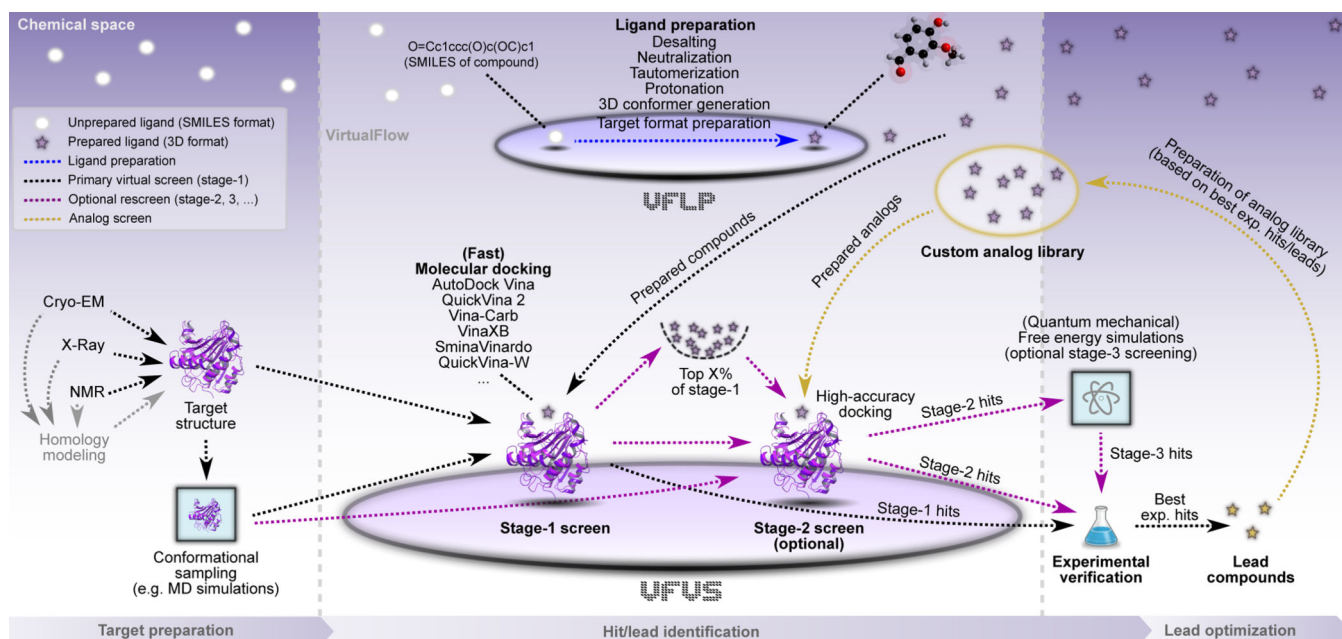 Chemical space
Unprepared ligand (SMILES format)
Prepared ligand (3D format)
Ligand preparation
Primary virtual screen (stage-1)
Optional rescreen (stage-2, 3, ...)
Analog screen
VirtualFlow
O=Cc1ccc(O)c(OC)c1
(SMILES of compound)
Ligand preparation
Desalting
Neutralization
Tautomerization
Protonation
3D conformer generation
Target format preparation
VFLP
Prepared compounds
Prepared analogs
Custom analog library
Preparation of analog library
(based on best exp. hits/leads)
Cryo-EM
X-Ray
NMR
Homology
modeling
Target
structure
Conformational
sampling
(e.g. MD simulations)
(Fast)
Molecular docking
AutoDock Vina
QuickVina 2
Vina-Carb
VinaXB
SminaVinardo
QuickVina-W
...
Top X%
of stage-1
High-accuracy
docking
Stage-1 screen
Stage-2 screen
(optional)
VFVS
(Quantum mechanical)
Free energy simulations
(optional stage-3 screening)
Stage-2 hits
Stage-2 hits
Stage-1 hits
Stage-3 hits
Experimental
verification
Best
exp. hits
Lead
compounds
Target preparation
Hit/lead identification
Lead optimization